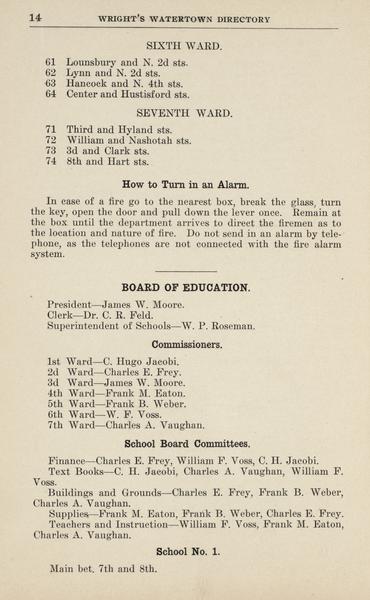 14 WRIGHT'S WATERTOWN DIRECTORY
SIXTH WARD.
61 Lounsbury and N. 2d sts.
62 Lynn and N. 2d sts.
63 Hancock and N. 4th sts.
64 Center and Hustisford sts.
SEVENTH WARD.
71 Third and Hyland sts.
72 William and Nashotah sts.
73 3d and Clark sts.
74 8th and Hart sts.
How to Turn in an Alarm.
In ease of a fire go to the nearest box, break the glass, turn
the key, open the door and pull down the lever once. Remain at
the box until the department arrives to direct the firemen as to
the location and nature of fire. Do not send in an alarm by tele-
phone, as the telephones are not connected with the fire alarm
system.
BOARD OF EDUCATION.
President—James W. Moore.
Clerk—Dr. C. R. Feld.
Superintendent of Schools—W. P. Roseman.
Commissioners.
1st Ward—C. Hugo Jacobi.
2d Ward—Charles E. Frey.
3d Ward—James W. Moore.
4th Ward—Frank M. Eaton.
5th Ward—Frank B. Weber.
6th Ward—W. F. Voss.
7th Ward—Charles A. Vaughan.
School Board Committees.
Finance—Charles E. Frey, William F. Voss, C. H. Jacobi.
Text Books—C. H. Jacobi, Charles A. Vaughan, William F.
Voss.
Buildings and Grounds—Charles E. Frey, Frank B. Weber,
Charles A. Vaughan.
Supplies—Frank M. Eaton, Frank B. Weber, Charles E. Frey.
Teachers and Instruction—William F. Voss, Frank M. Eaton,
Charles A. Vaughan.
School No. 1.
Main bet. 7th and 8th.